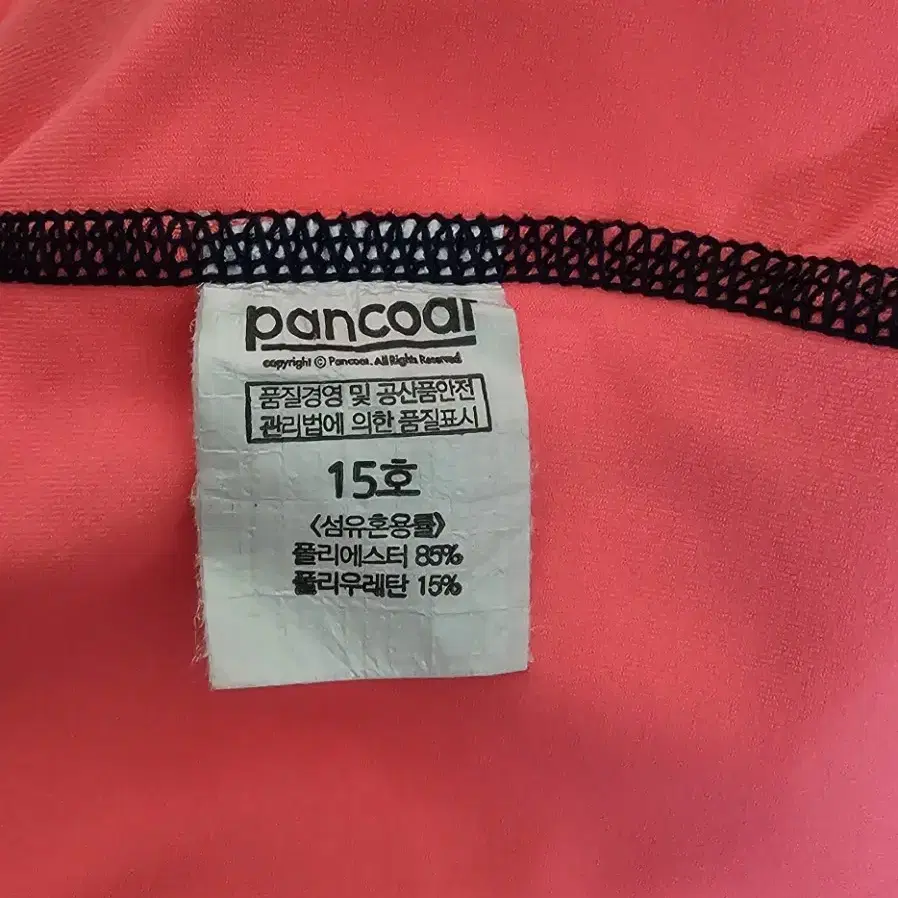 pancoat
copyright © Pancoat. All Rights Reserved
품질경영 및 공산품안전
관리법에 의한 품질표시
15호
〈섬유혼용률〉
폴리에스터 85%
폴리우레탄 15%